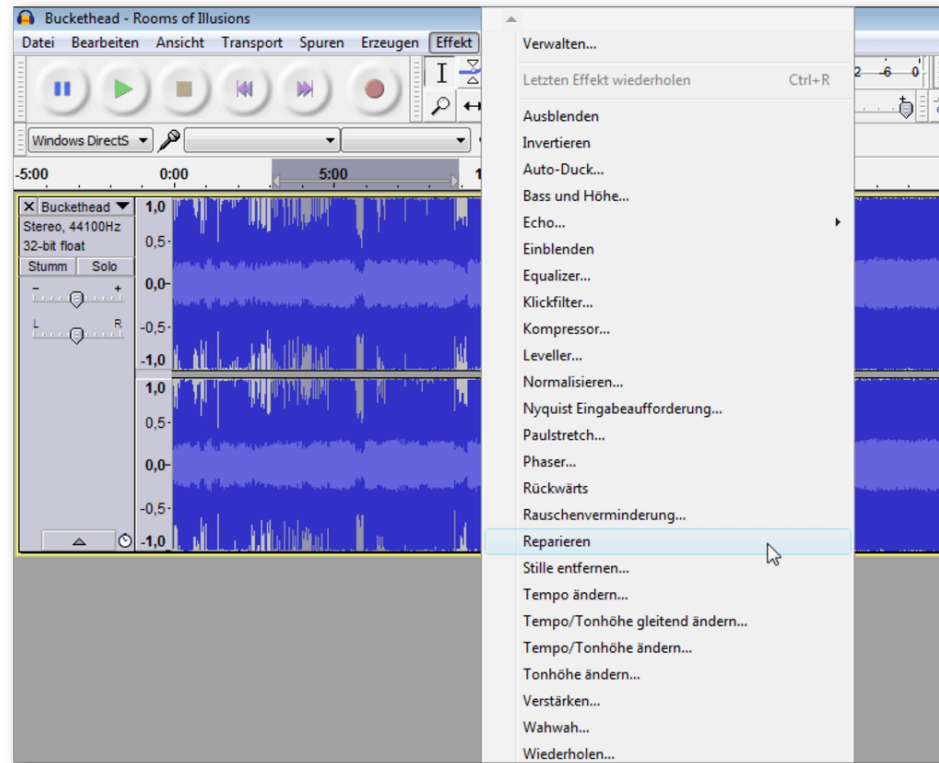 Buckethead - Rooms of Illusions
Datei Bearbeiten Ansicht Transport Spuren Erzeugen Effekt
Verwalten...
Letzten Effekt wiederholen Ctrl+R
-6 0
Windows DirectS
-5:00 0:00 5:00 1
Ausblenden
Invertieren
Auto-Duck...
Bass und Höhe...
Echo...
Einblenden
Equalizer...
Klickfilter...
Kompressor...
Leveller...
Normalisieren...
Nyquist Eingabeaufforderung...
Paulstretch...
Phaser...
Rückwärts
Rauschenverminderung...
Reparieren
Stille entfernen...
Tempo ändern...
Tempo/Tonhöhe gleitend ändern...
Tempo/Tonhöhe ändern...
Tonhöhe ändern...
Verstärken...
Wahwah...
Wiederholen...
Buckethead
Stereo, 44100Hz
32-bit float
Stumm Solo
- +
L R
1,0
0,5-
0,0-
-0,5-
-1,0
1,0
0,5-
0,0-
-0,5-
-1,0